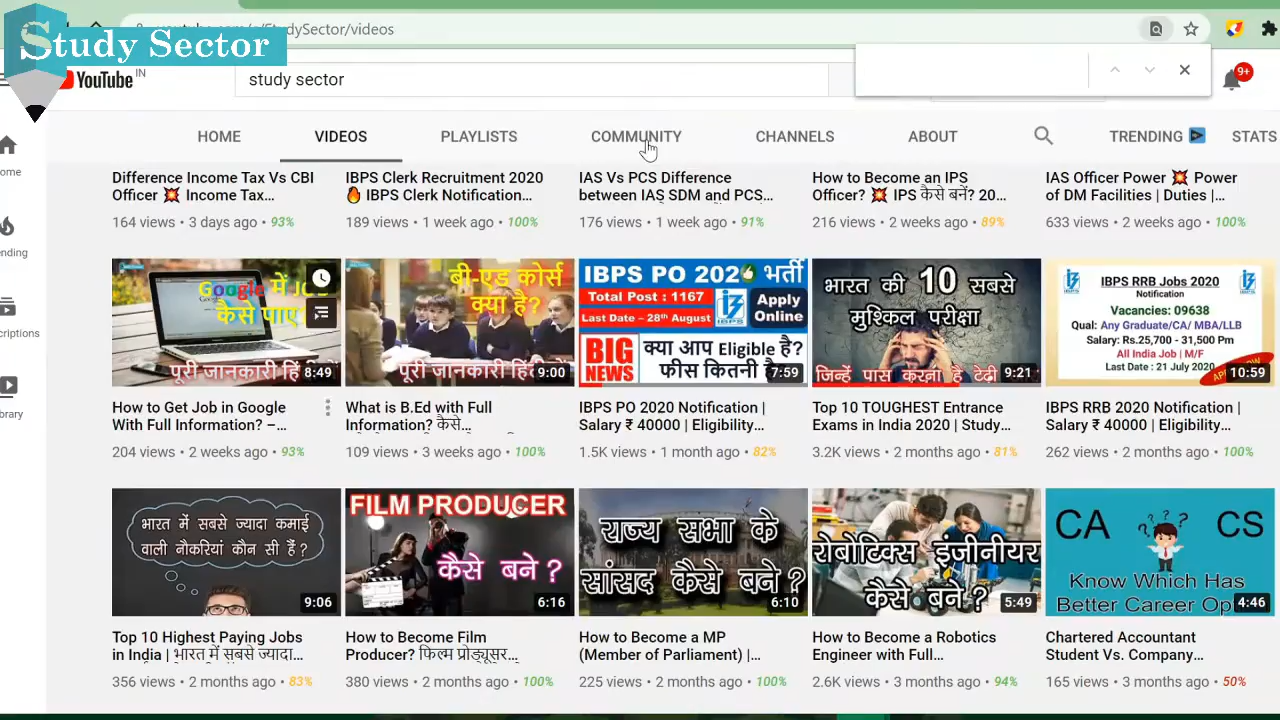 Study Sector
/StudySector/videos
YouTube IN
study sector
9+
HOME
VIDEOS
PLAYLISTS
COMMUNITY
CHANNELS
ABOUT
TRENDING
STATS
ome
ending
criptions
brary
Difference Income Tax Vs CBI
Officer 💥 Income Tax...
164 views • 3 days ago • 93%
IBPS Clerk Recruitment 2020
🔥 IBPS Clerk Notification...
189 views • 1 week ago • 100%
IAS Vs PCS Difference
between IAS SDM and PCS...
176 views • 1 week ago • 91%
How to Become an IPS
Officer? 💥 IPS कैसे बनें? 20...
216 views • 2 weeks ago • 89%
IAS Officer Power 💥 Power
of DM Facilities | Duties |...
633 views • 2 weeks ago • 100%
Google में JOB
कैसे पाए
पूरी जानकारी हिं
8:49
बी-एड कोर्स
क्या है?
पूरी जानकारी हिं
9:00
IBPS PO 202 भर्ती
Total Post : 1167
Last Date – 28th August
Apply
Online
BIG
NEWS
क्या आप Eligible है?
फीस कितनी है
7:59
भारत की 10 सबसे
मुश्किल परीक्षा
जिन्हें पास करना है टेढ़ी
9:21
IBPS RRB Jobs 2020
Notification
Vacancies: 09638
Qual: Any Graduate/CA/ MBA/LLB
Salary: Rs.25,700 - 31,500 Pm
All India Job | M/F
Last Date : 21 July 2020
10:59
How to Get Job in Google
With Full Information? –...
204 views • 2 weeks ago • 93%
What is B.Ed with Full
Information? कैसे...
109 views • 3 weeks ago • 100%
IBPS PO 2020 Notification |
Salary ₹ 40000 | Eligibility...
1.5K views • 1 month ago • 82%
Top 10 TOUGHEST Entrance
Exams in India 2020 | Study...
3.2K views • 2 months ago • 81%
IBPS RRB 2020 Notification |
Salary ₹ 40000 | Eligibility...
262 views • 2 months ago • 100%
भारत में सबसे ज्यादा कमाई
वाली नौकरियां कौन सी हैं?
9:06
FILM PRODUCER
कैसे बने ?
6:16
राज्य सभा के
सांसद कैसे बने ?
6:10
रोबोटिक्स इंजीनियर
कैसे बने ?
5:49
CA
CS
Know Which Has
Better Career Op
4:46
Top 10 Highest Paying Jobs
in India | भारत में सबसे ज्यादा...
356 views • 2 months ago • 83%
How to Become Film
Producer? फिल्म प्रोड्यूसर...
380 views • 2 months ago • 100%
How to Become a MP
(Member of Parliament) |...
225 views • 2 months ago • 100%
How to Become a Robotics
Engineer with Full...
2.6K views • 3 months ago • 94%
Chartered Accountant
Student Vs. Company...
165 views • 3 months ago • 50%